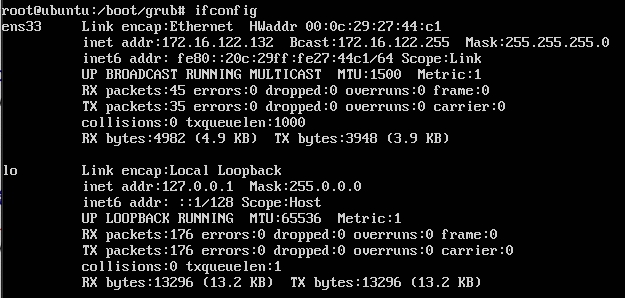 root@ubuntu:/boot/grub# ifconfig
ens33     Link encap:Ethernet  HWaddr 00:0c:29:27:44:c1
          inet addr:172.16.122.132  Bcast:172.16.122.255  Mask:255.255.255.0
          inet6 addr: fe80::20c:29ff:fe27:44c1/64 Scope:Link
          UP BROADCAST RUNNING MULTICAST  MTU:1500  Metric:1
          RX packets:45 errors:0 dropped:0 overruns:0 frame:0
          TX packets:35 errors:0 dropped:0 overruns:0 carrier:0
          collisions:0 txqueuelen:1000
          RX bytes:4982 (4.9 KB)  TX bytes:3948 (3.9 KB)
lo        Link encap:Local Loopback
          inet addr:127.0.0.1  Mask:255.0.0.0
          inet6 addr: ::1/128 Scope:Host
          UP LOOPBACK RUNNING  MTU:65536  Metric:1
          RX packets:176 errors:0 dropped:0 overruns:0 frame:0
          TX packets:176 errors:0 dropped:0 overruns:0 carrier:0
          collisions:0 txqueuelen:1
          RX bytes:13296 (13.2 KB)  TX bytes:13296 (13.2 KB)